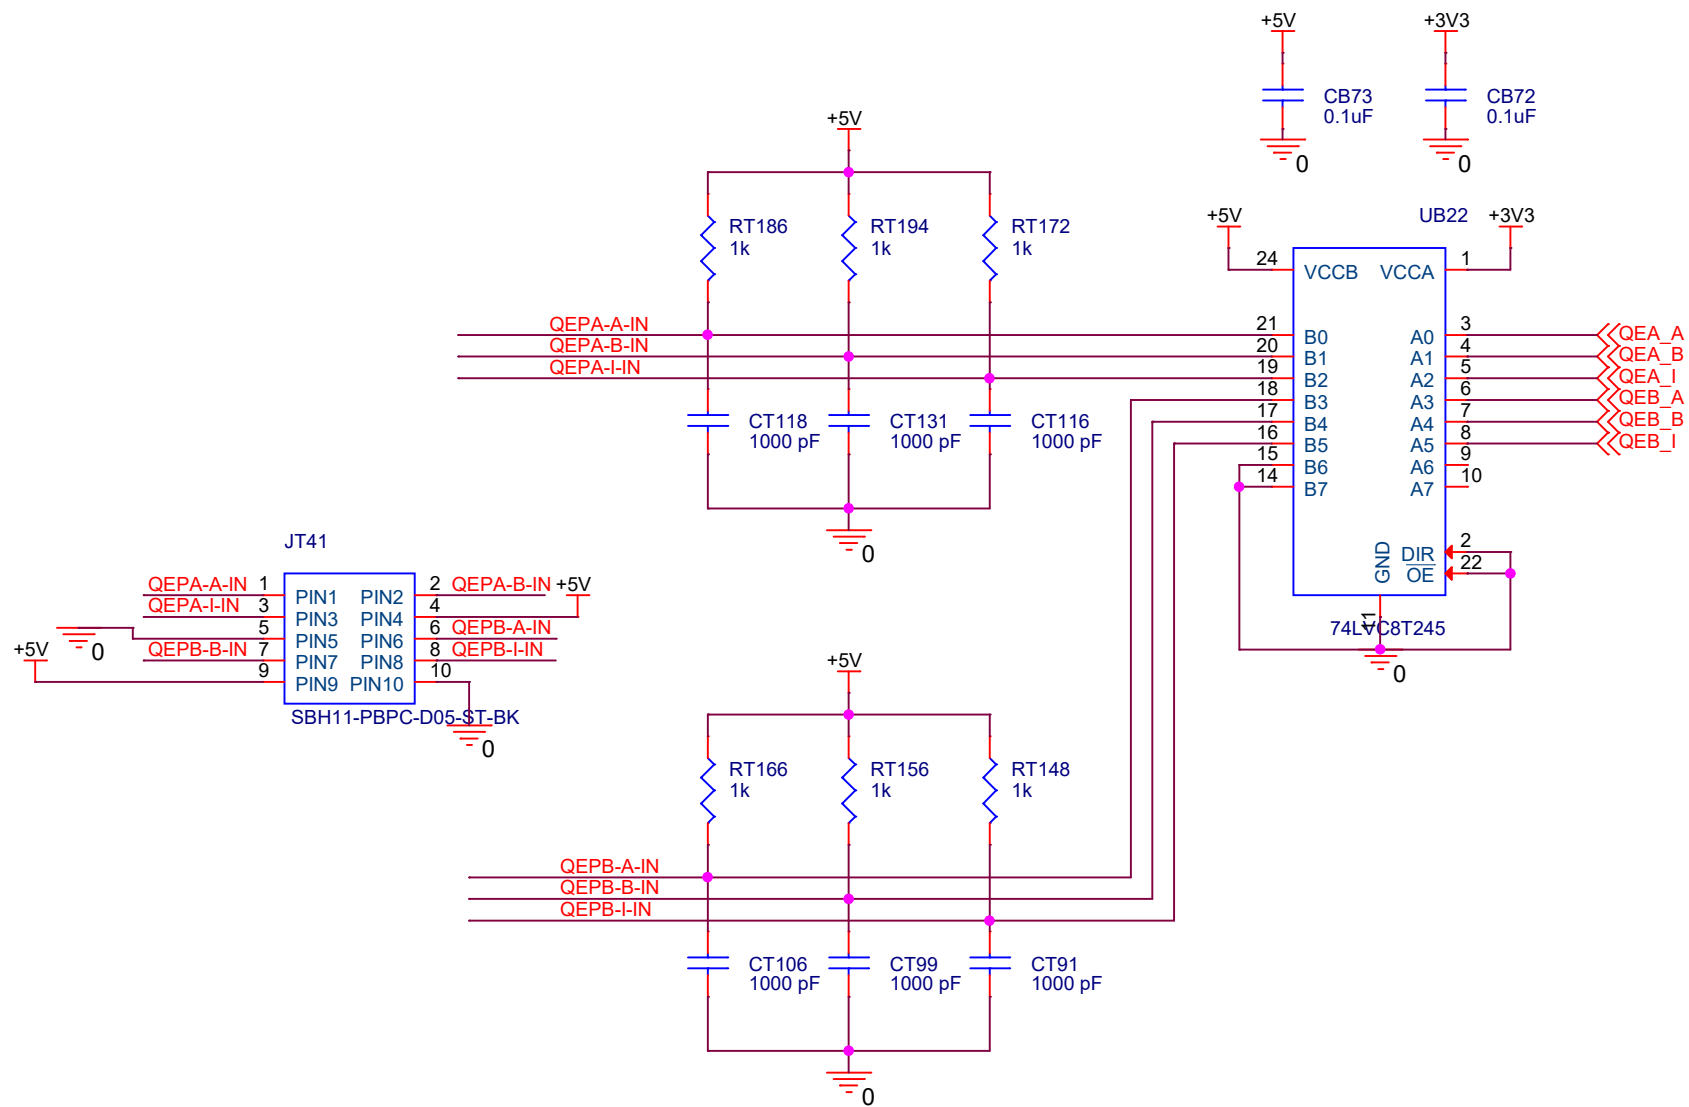 +5V
+3V3
CB73
0.1uF
CB72
0.1uF
0
0
+5V
RT186
1k
RT194
1k
RT172
1k
QEPA-A-IN
QEPA-B-IN
QEPA-I-IN
CT118
1000 pF
CT131
1000 pF
CT116
1000 pF
0
+5V
UB22
+3V3
24
VCCB
VCCA
1
21
B0
A0
3
QEA_A
20
B1
A1
4
QEA_B
19
B2
A2
5
QEA_I
18
B3
A3
6
QEB_A
17
B4
A4
7
QEB_B
16
B5
A5
8
QEB_I
15
B6
A6
9
14
B7
A7
10
GND
DIR
2
OE
22
74LVC8T245
0
JT41
QEPA-A-IN
1
PIN1
PIN2
2
QEPA-B-IN
+5V
QEPA-I-IN
3
PIN3
PIN4
4
0
5
PIN5
PIN6
6
QEPB-A-IN
+5V
QEPB-B-IN
7
PIN7
PIN8
8
QEPB-I-IN
9
PIN9
PIN10
10
SBH11-PBPC-D05-ST-BK
0
+5V
RT166
1k
RT156
1k
RT148
1k
QEPB-A-IN
QEPB-B-IN
QEPB-I-IN
CT106
1000 pF
CT99
1000 pF
CT91
1000 pF
0